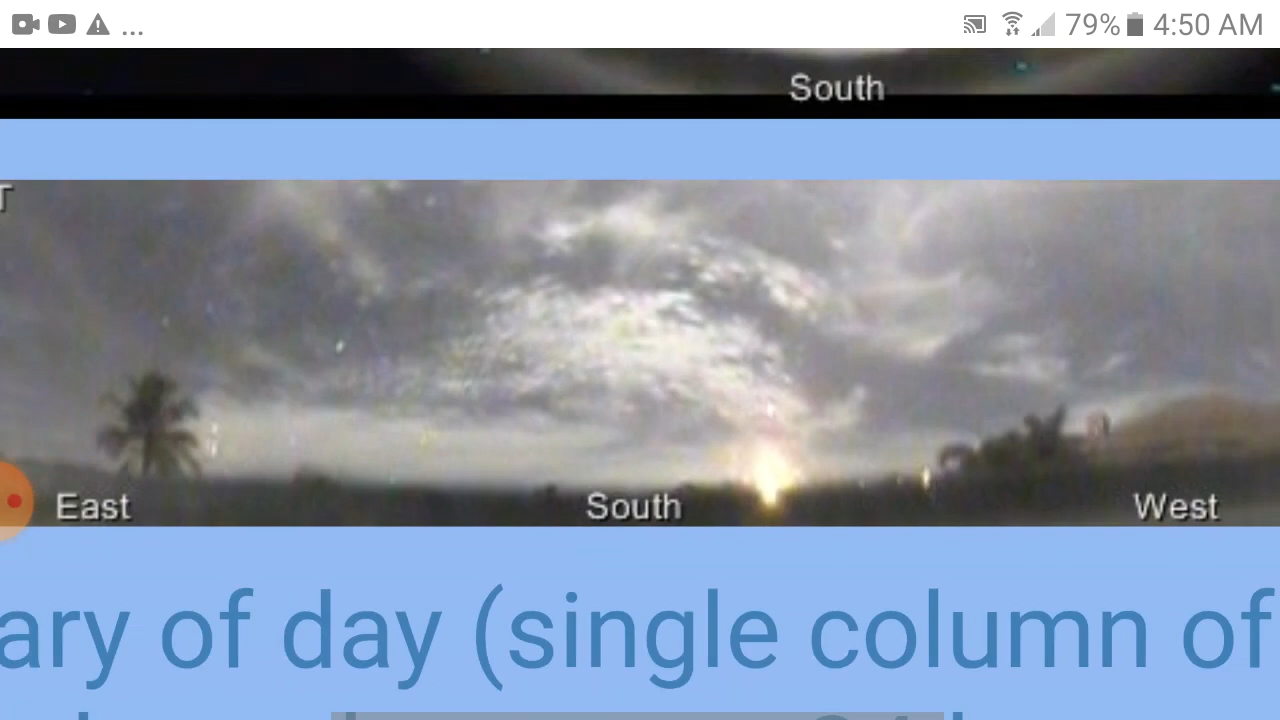 ... 79% 4:50 AM
South
T
East South West
ary of day (single column of